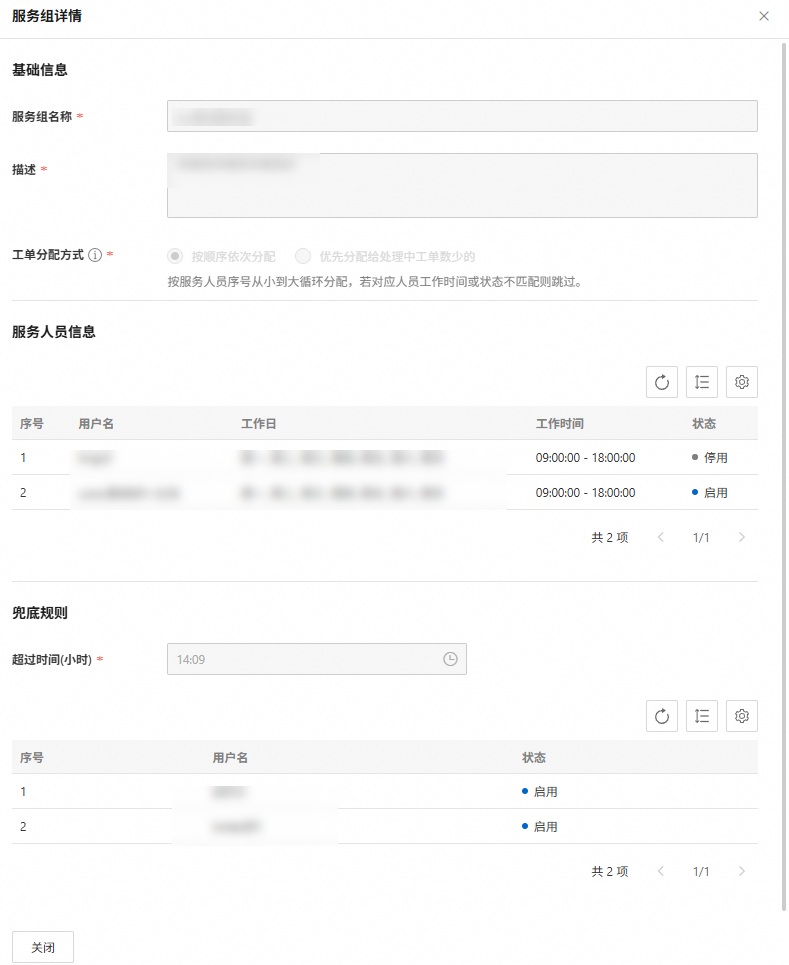 服务组详情
基础信息
服务组名称 *
描述 *
工单分配方式 *
按顺序依次分配 优先分配给处理中工单数少的
按服务人员序号从小到大循环分配，若对应人员工作时间或状态不匹配则跳过。
服务人员信息
序号 用户名 工作日 工作时间 状态
1 09:00:00 - 18:00:00 停用
2 09:00:00 - 18:00:00 启用
共 2 项 1/1
兜底规则
超过时间(小时) * 14:09
序号 用户名 状态
1 启用
2 启用
共 2 项 1/1
关闭